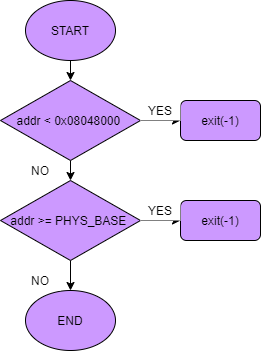 START
addr < 0x08048000
YES
exit(-1)
NO
addr >= PHYS_BASE
YES
exit(-1)
NO
END